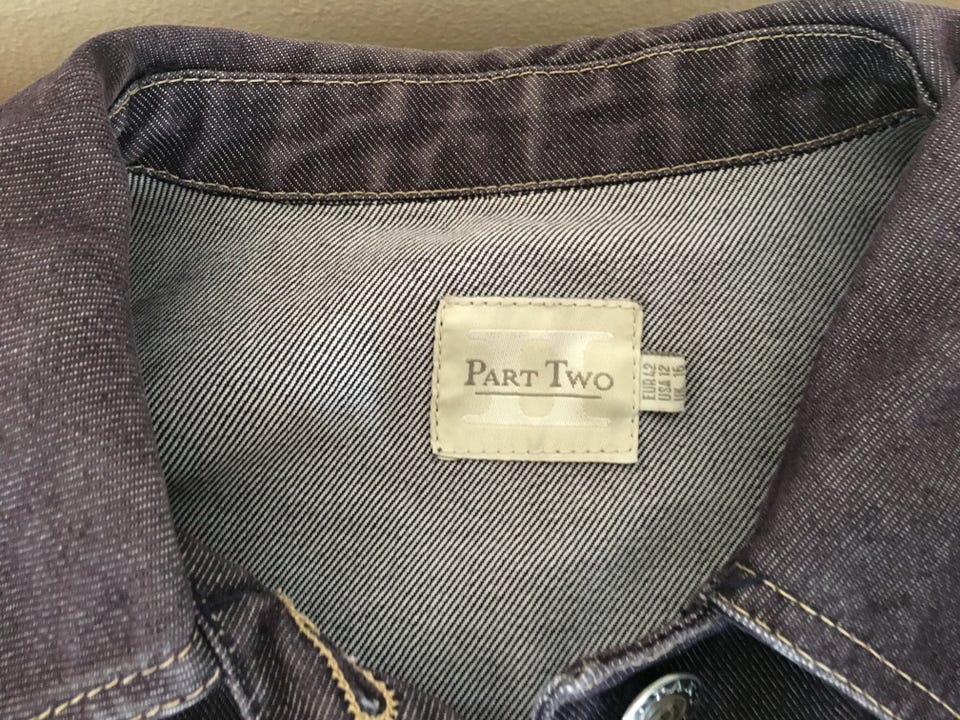 PART TWO
EUR 42
USA 12
UK 16